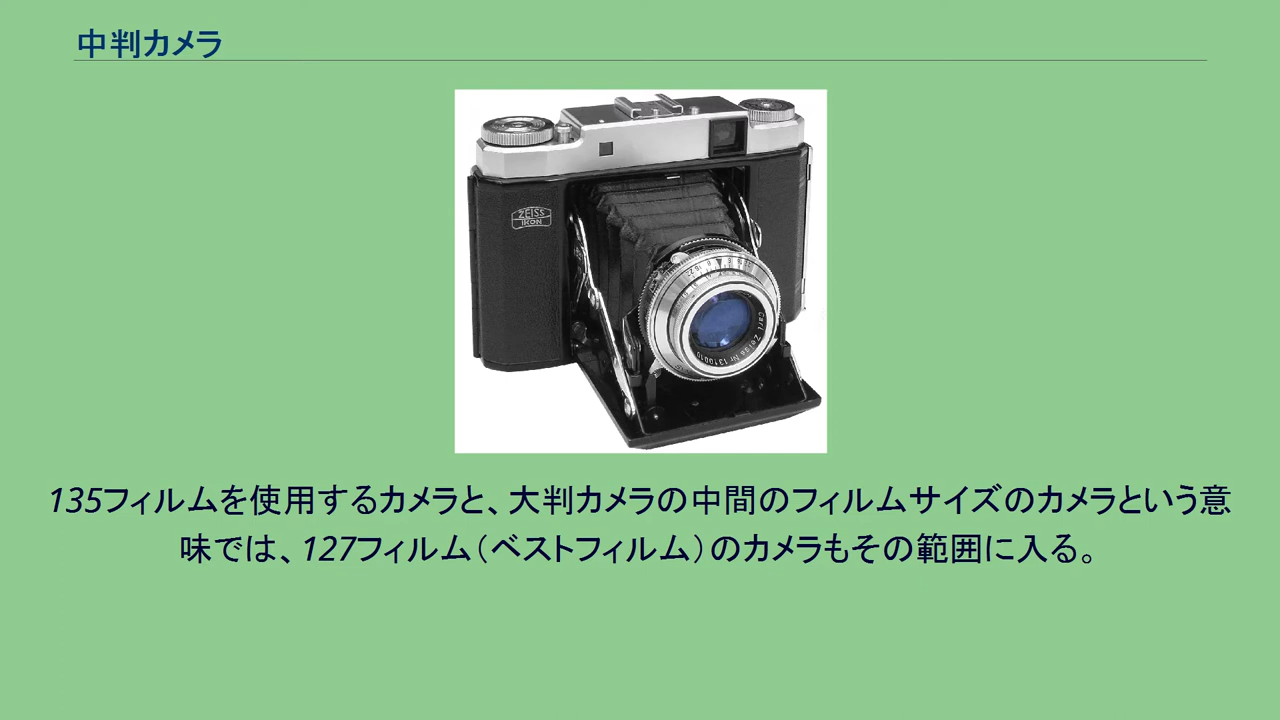 中判カメラ
ZEISS
IKON
Carl Zeiss Nr 1310010
135フィルムを使用するカメラと、大判カメラの中間のフィルムサイズのカメラという意
味では、127フィルム（ベストフィルム）のカメラもその範囲に入る。